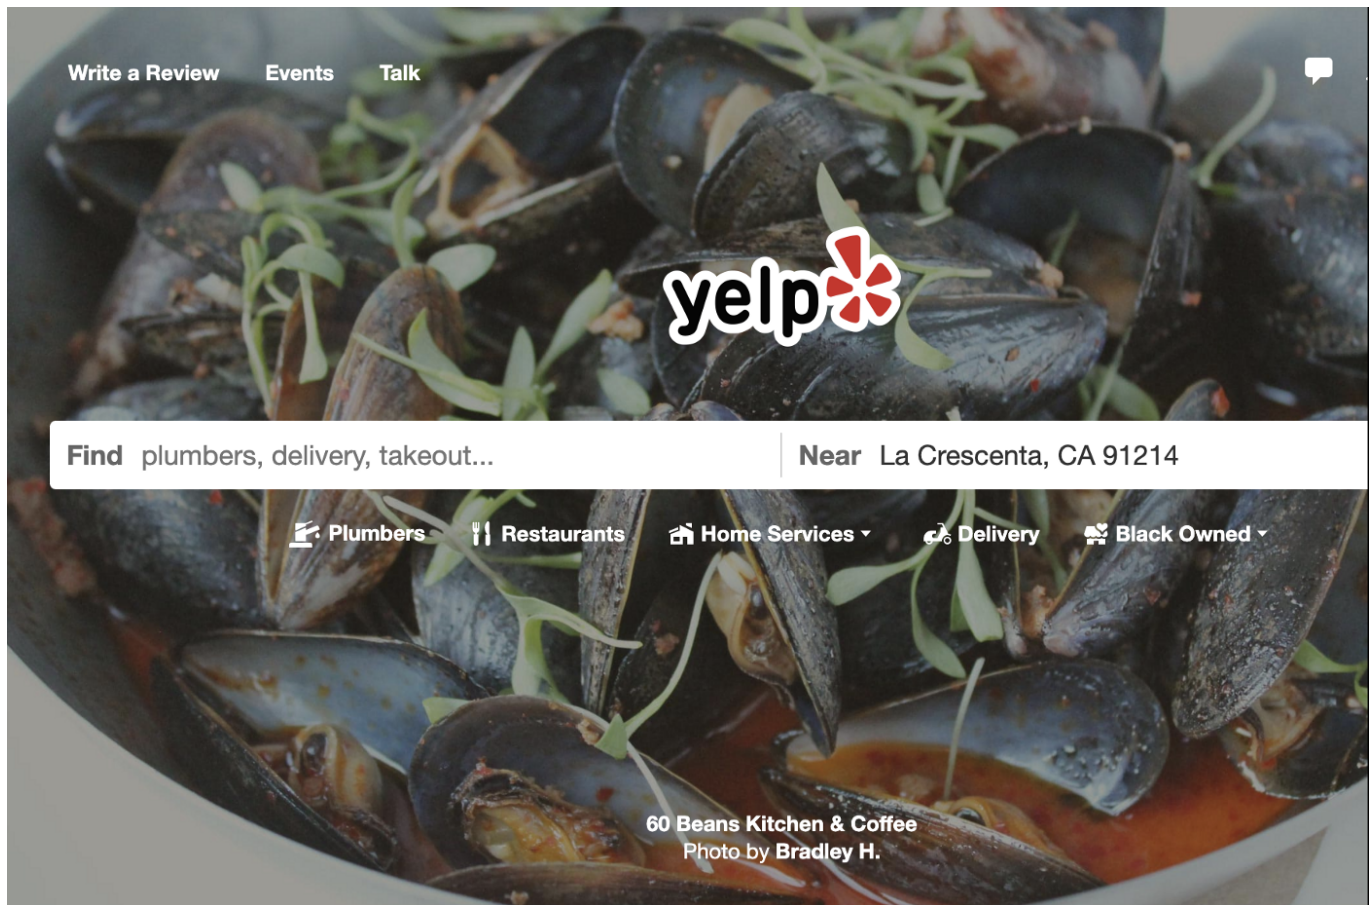 Write a Review Events Talk
yelp
Find plumbers, delivery, takeout... Near La Crescenta, CA 91214
Plumbers Restaurants Home Services Delivery Black Owned
60 Beans Kitchen & Coffee
Photo by Bradley H.